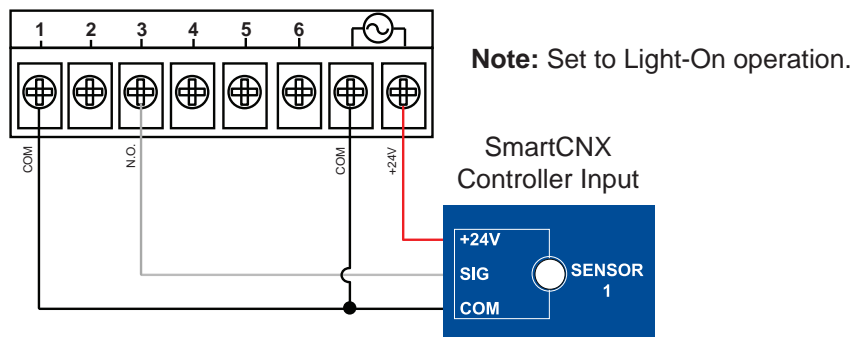 1 2 3 4 5 6
Note: Set to Light-On operation.
COM
N.O.
COM
+24V
SmartCNX
Controller Input
+24V
SIG
COM
SENSOR
1